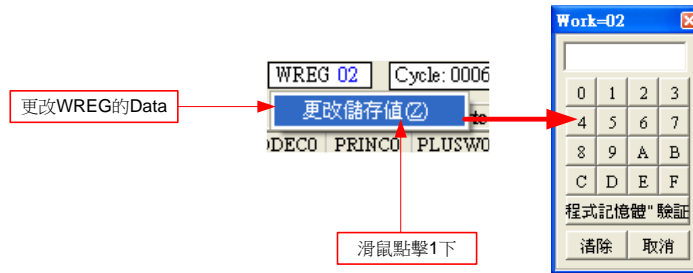 更改WREG的Data
WREG 02
Cycle: 0006
更改儲存值(Z)
DECO PRINC0 PLUSW0
滑鼠點擊1下
Work=02
0 1 2 3
4 5 6 7
8 9 A B
C D E F
程式記憶體"驗証
清除 取消